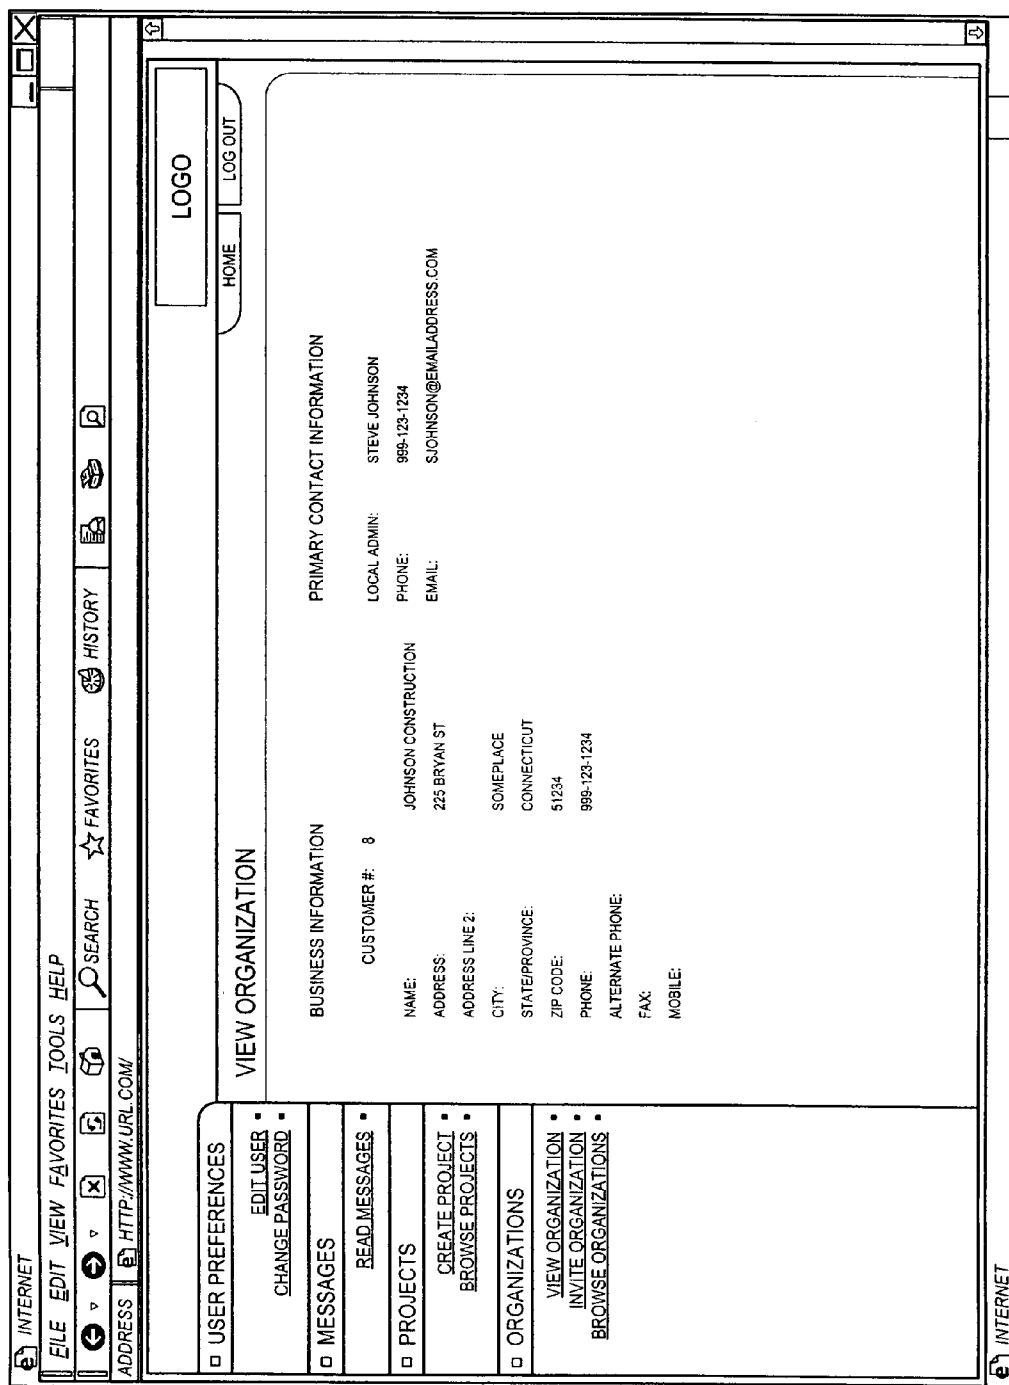 INTERNET
FILE EDIT VIEW FAVORITES TOOLS HELP
SEARCH FAVORITES HISTORY
ADDRESS HTTP://WWW.URL.COM/
LOGO
HOME LOG OUT
USER PREFERENCES
EDIT USER
CHANGE PASSWORD
MESSAGES
READ MESSAGES
PROJECTS
CREATE PROJECT
BROWSE PROJECTS
ORGANIZATIONS
VIEW ORGANIZATION
INVITE ORGANIZATION
BROWSE ORGANIZATIONS
VIEW ORGANIZATION
BUSINESS INFORMATION
CUSTOMER #: 8
NAME: JOHNSON CONSTRUCTION
ADDRESS: 225 BRYAN ST
ADDRESS LINE 2:
CITY: SOMEPLACE
STATE/PROVINCE: CONNECTICUT
ZIP CODE: 51234
PHONE: 999-123-1234
ALTERNATE PHONE:
FAX:
MOBILE:
PRIMARY CONTACT INFORMATION
LOCAL ADMIN: STEVE JOHNSON
PHONE: 999-123-1234
EMAIL: SJOHNSON@EMAILADDRESS.COM
INTERNET